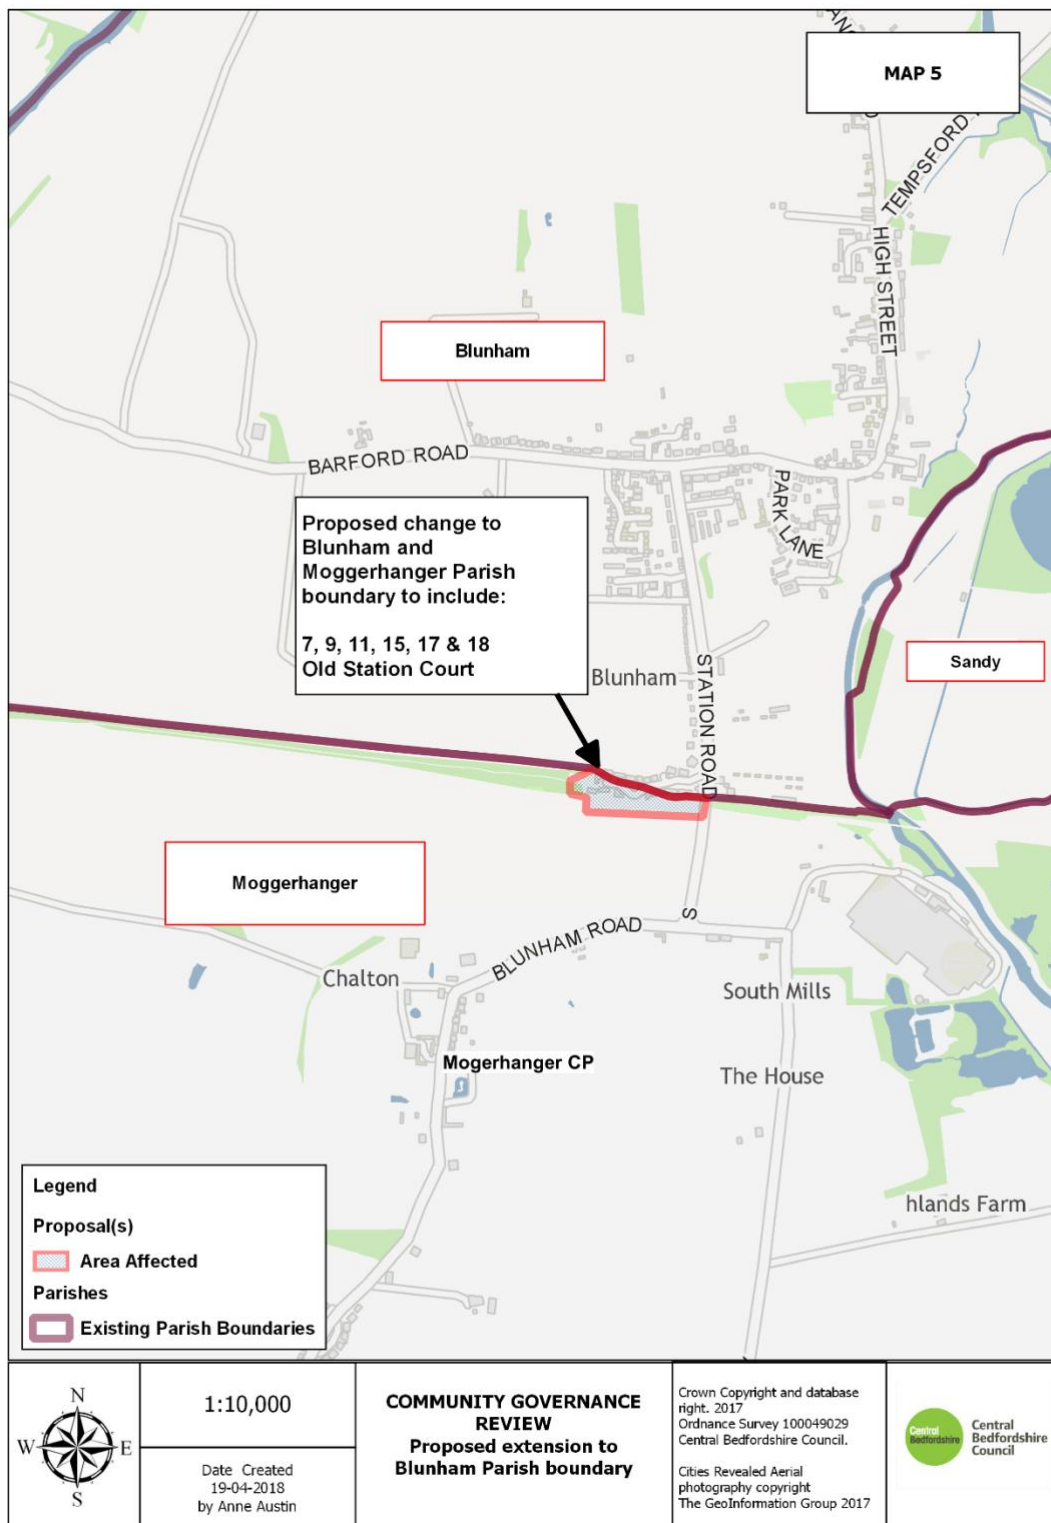 MAP 5
TEMPSFORD
HIGH STREET
Blunham
BARFORD ROAD
PARK LANE
Proposed change to
Blunham and
Moggerhanger Parish
boundary to include:
7, 9, 11, 15, 17 & 18
Old Station Court
Sandy
Blunham
STATION ROAD
Moggerhanger
S
BLUNHAM ROAD
Chalton
South Mills
Mogerhanger CP
The House
hlands Farm
Legend
Proposal(s)
Area Affected
Parishes
Existing Parish Boundaries
N
W E
S
1:10,000
Date Created
19-04-2018
by Anne Austin
COMMUNITY GOVERNANCE
REVIEW
Proposed extension to
Blunham Parish boundary
Crown Copyright and database
right. 2017
Ordnance Survey 100049029
Central Bedfordshire Council.
Cities Revealed Aerial
photography copyright
The GeoInformation Group 2017
Central
Bedfordshire
Central
Bedfordshire
Council